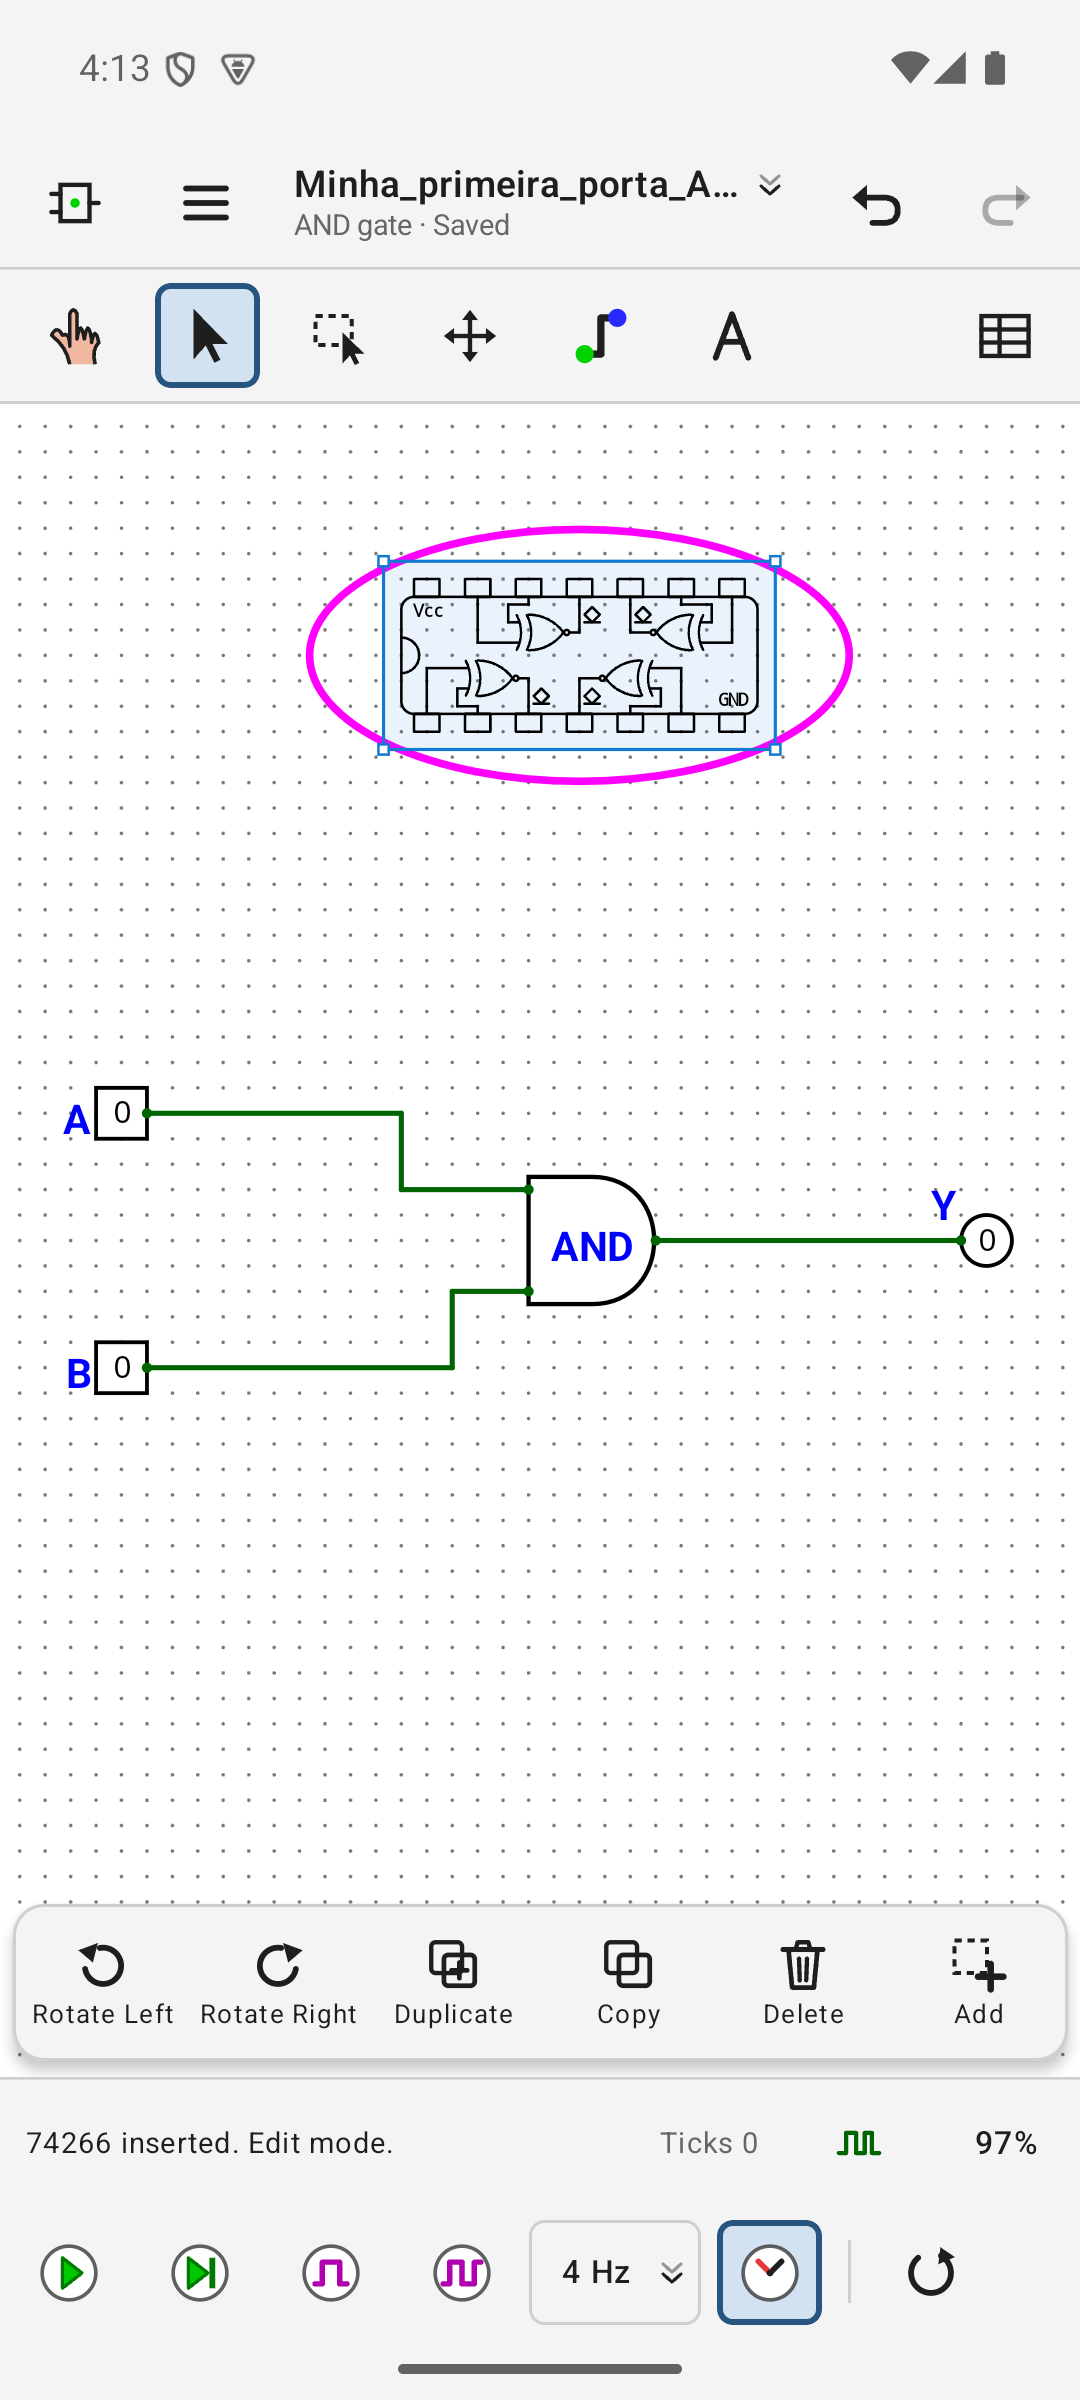 4:13
Minha_primeira_porta_A...
AND gate · Saved
Vcc
GND
A 0
Y
AND
0
B 0
Rotate Left
Rotate Right
Duplicate
Copy
Delete
Add
74266 inserted. Edit mode.
Ticks 0
97%
4 Hz